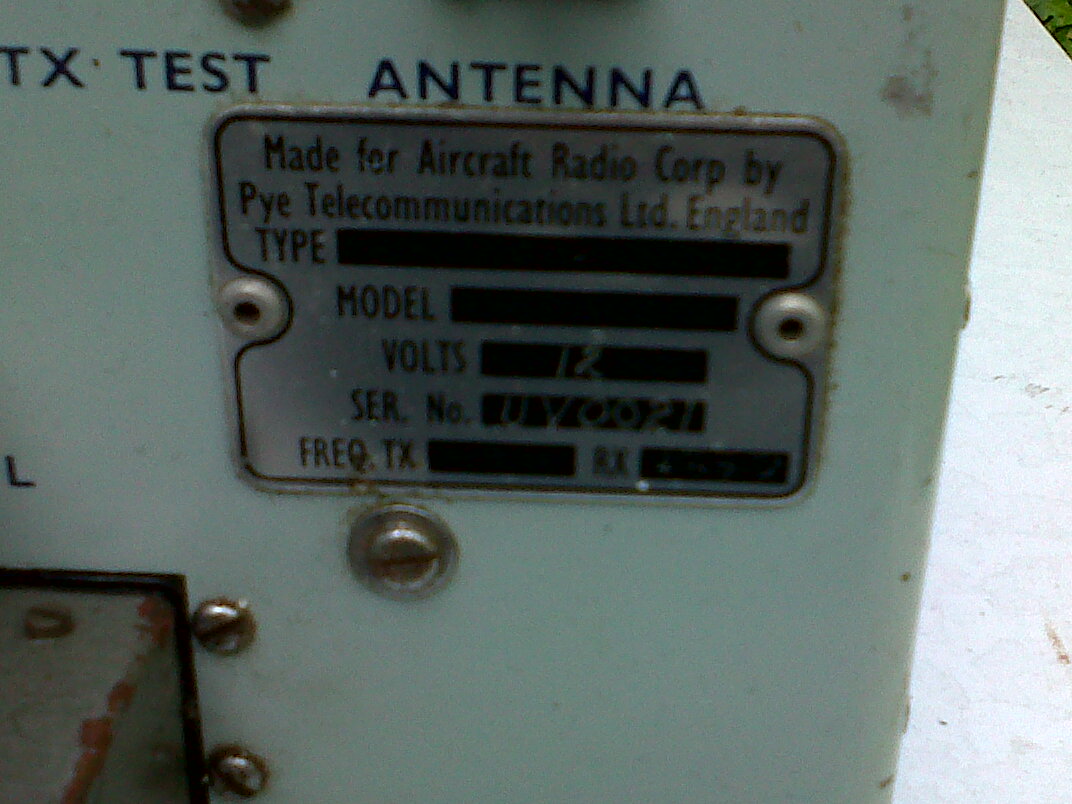 TX TEST ANTENNA
Made for Aircraft Radio Corp by
Pye Telecommunications Ltd. England
TYPE
MODEL
VOLTS 12
SER. No. UV0021
FREQ. TX RX
L